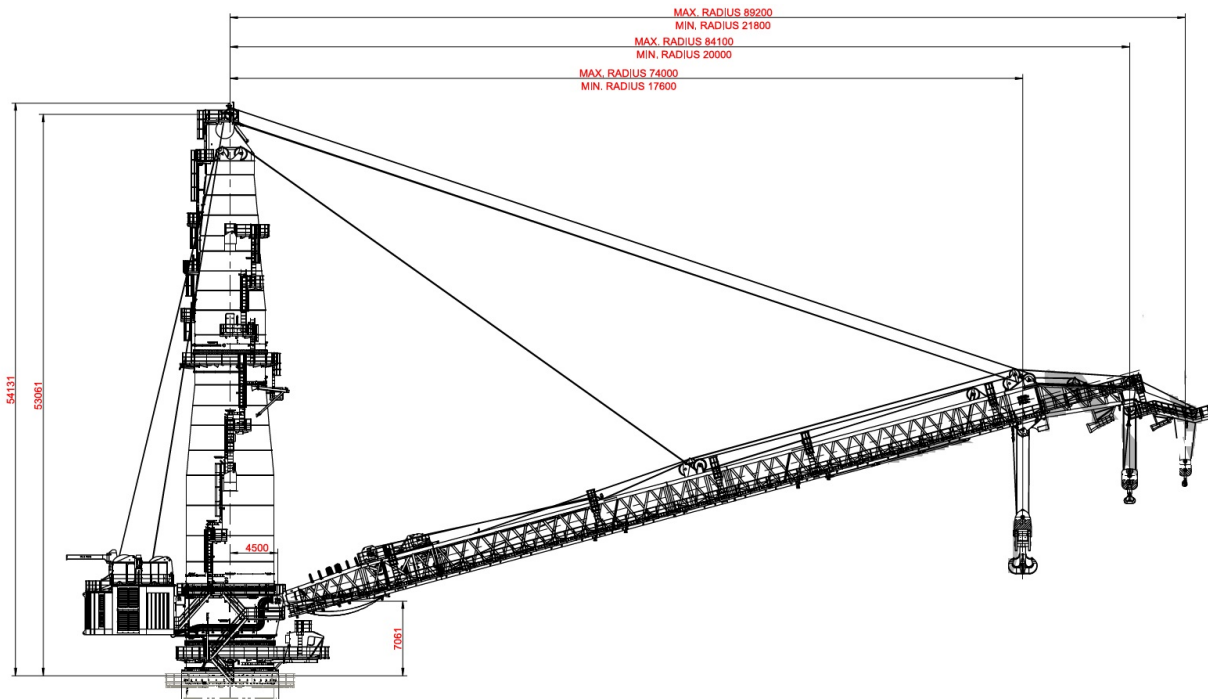 MAX. RADIUS 89200
MIN. RADIUS 21800
MAX. RADIUS 84100
MIN. RADIUS 20000
MAX. RADIUS 74000
MIN. RADIUS 17600
54131
53061
4500
7061